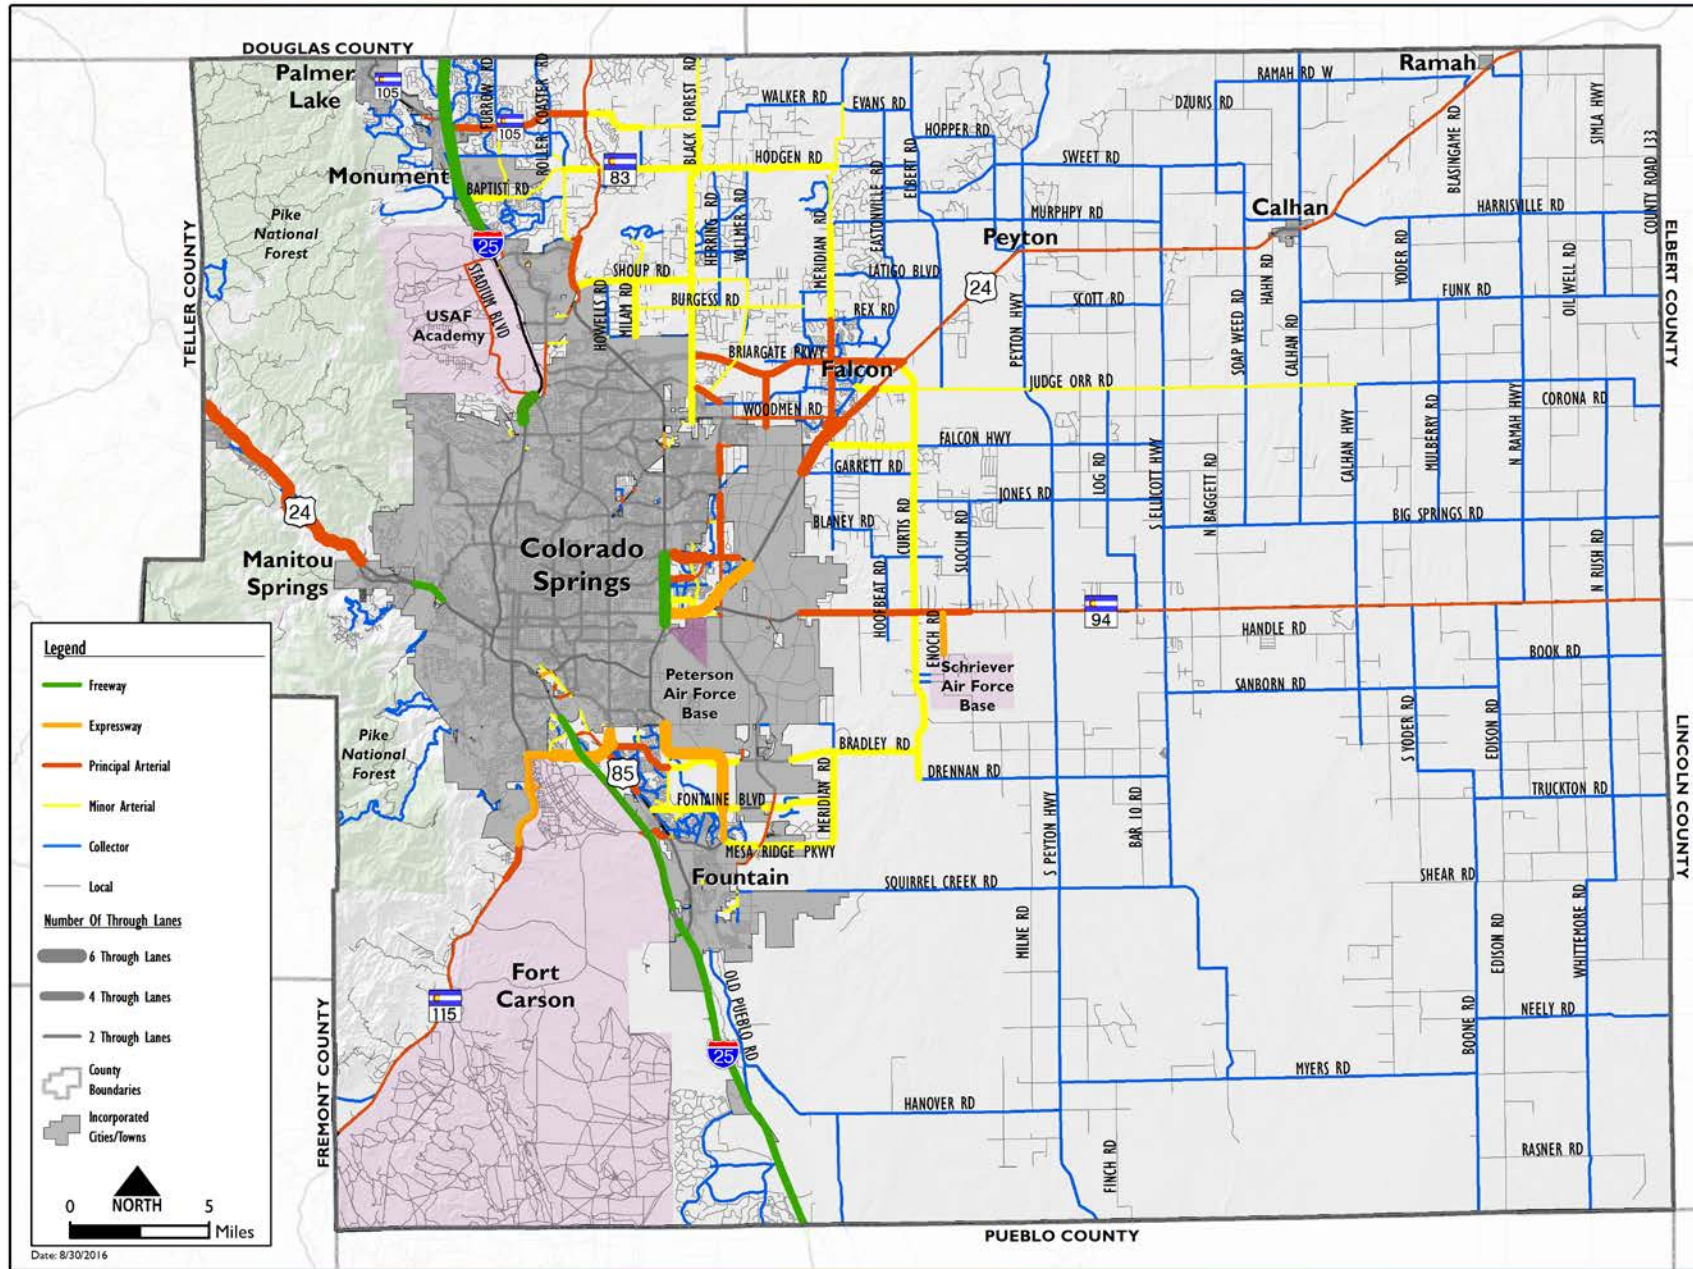 DOUGLAS COUNTY
Palmer
Lake
105
FURROW RD
ROLLER COASTER RD
105
83
BLACK FOREST RD
WALKER RD
EVANS RD
HOPPER RD
DZURIS RD
RAMAH RD W
Ramah
SIMLA HWY
COUNTY ROAD 133
BLASINGAME RD
Monument
BAPTIST RD
HODGEN RD
SWEET RD
Pike
National
Forest
TELLER COUNTY
25
STADIUM BLVD
USAF
Academy
SHOUP RD
HERRING RD
VOLLMER RD
MERIDIAN RD
EASTONVILLE RD
ELBERT RD
MURPHPY RD
Peyton
Calhan
HARRISVILLE RD
YODER RD
OIL WELL RD
ELBERT COUNTY
LATIGO BLVD
24
HAHN RD
BURGESS RD
HOWELLS RD
MILAM RD
REX RD
PEYTON HWY
SCOTT RD
SOAP WEED RD
CALHAN RD
FUNK RD
BRIARGATE PKWY
Falcon
JUDGE ORR RD
WOODMEN RD
CORONA RD
24
FALCON HWY
GARRETT RD
LOG RD
S ELLICOTT HWY
N BAGGETT RD
CALHAN HWY
MULBERRY RD
N RAMAH HWY
JONES RD
BLANEY RD
CURTIS RD
SLOCUM RD
BIG SPRINGS RD
N RUSH RD
Manitou
Springs
Colorado
Springs
HOOFBEAT RD
94
ENOCH RD
HANDLE RD
BOOK RD
Peterson
Air Force
Base
Schriever
Air Force
Base
SANBORN RD
S YODER RD
EDISON RD
LINCOLN COUNTY
Pike
National
Forest
BRADLEY RD
DRENNAN RD
85
FONTAINE BLVD
MERIDIAN RD
TRUCKTON RD
S PEYTON HWY
BAR 10 RD
MESA RIDGE PKWY
Fountain
SQUIRREL CREEK RD
SHEAR RD
MILNE RD
EDISON RD
WHITTEMORE RD
Fort
Carson
115
OLD PUEBLO RD
25
BOONE RD
NEELY RD
MYERS RD
HANOVER RD
FINCH RD
RASNER RD
FREMONT COUNTY
PUEBLO COUNTY
Legend
Freeway
Expressway
Principal Arterial
Minor Arterial
Collector
Local
Number Of Through Lanes
6 Through Lanes
4 Through Lanes
2 Through Lanes
County
Boundaries
Incorporated
Cities/Towns
NORTH
0 5
Miles
Date: 8/30/2016